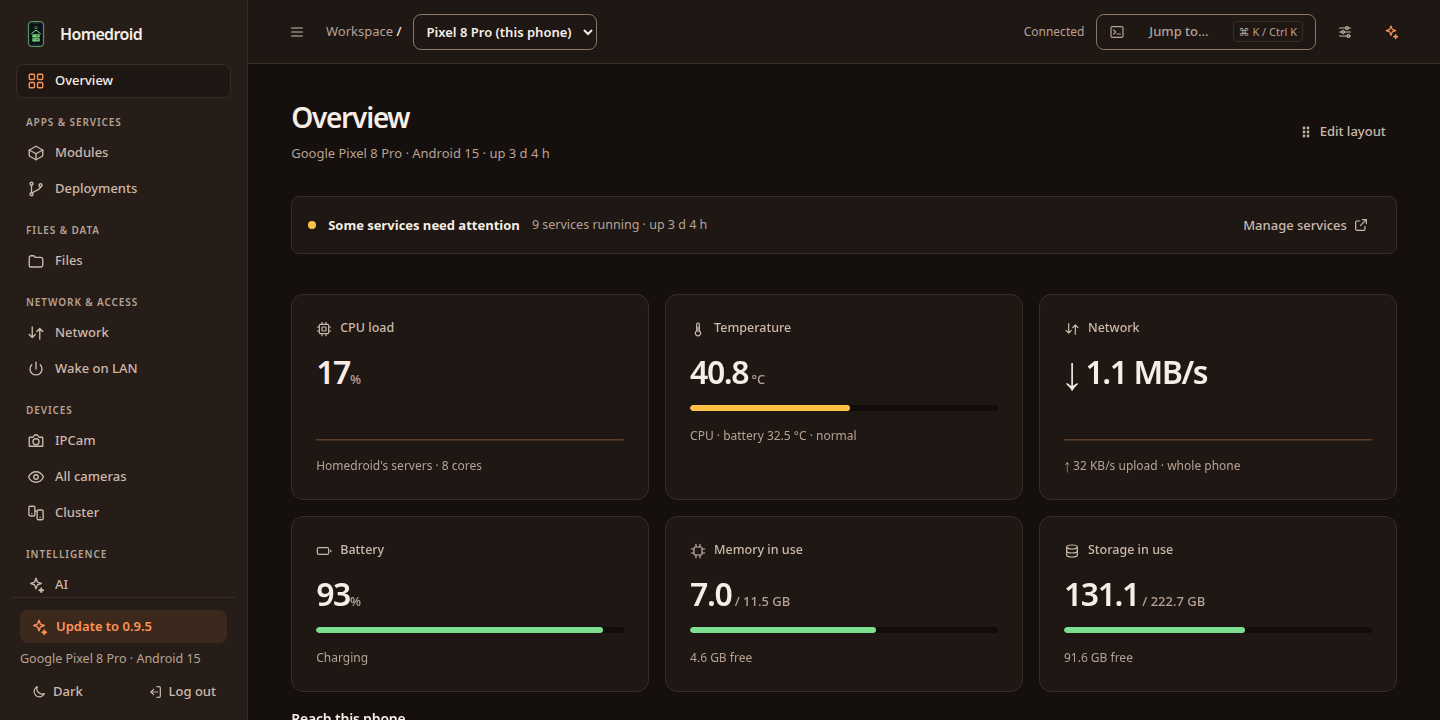 Homedroid
Overview
APPS & SERVICES
Modules
Deployments
FILES & DATA
Files
NETWORK & ACCESS
Network
Wake on LAN
DEVICES
IPCam
All cameras
Cluster
INTELLIGENCE
AI
Update to 0.9.5
Google Pixel 8 Pro · Android 15
Dark
Log out
Workspace /
Pixel 8 Pro (this phone)
Connected
Jump to...
⌘ K / Ctrl K
Overview
Google Pixel 8 Pro · Android 15 · up 3 d 4 h
Edit layout
Some services need attention 9 services running · up 3 d 4 h
Manage services
CPU load
17%
Homedroid's servers · 8 cores
Temperature
40.8 °C
CPU · battery 32.5 °C · normal
Network
↓ 1.1 MB/s
↑ 32 KB/s upload · whole phone
Battery
93%
Charging
Memory in use
7.0 / 11.5 GB
4.6 GB free
Storage in use
131.1 / 222.7 GB
91.6 GB free
Reach this phone